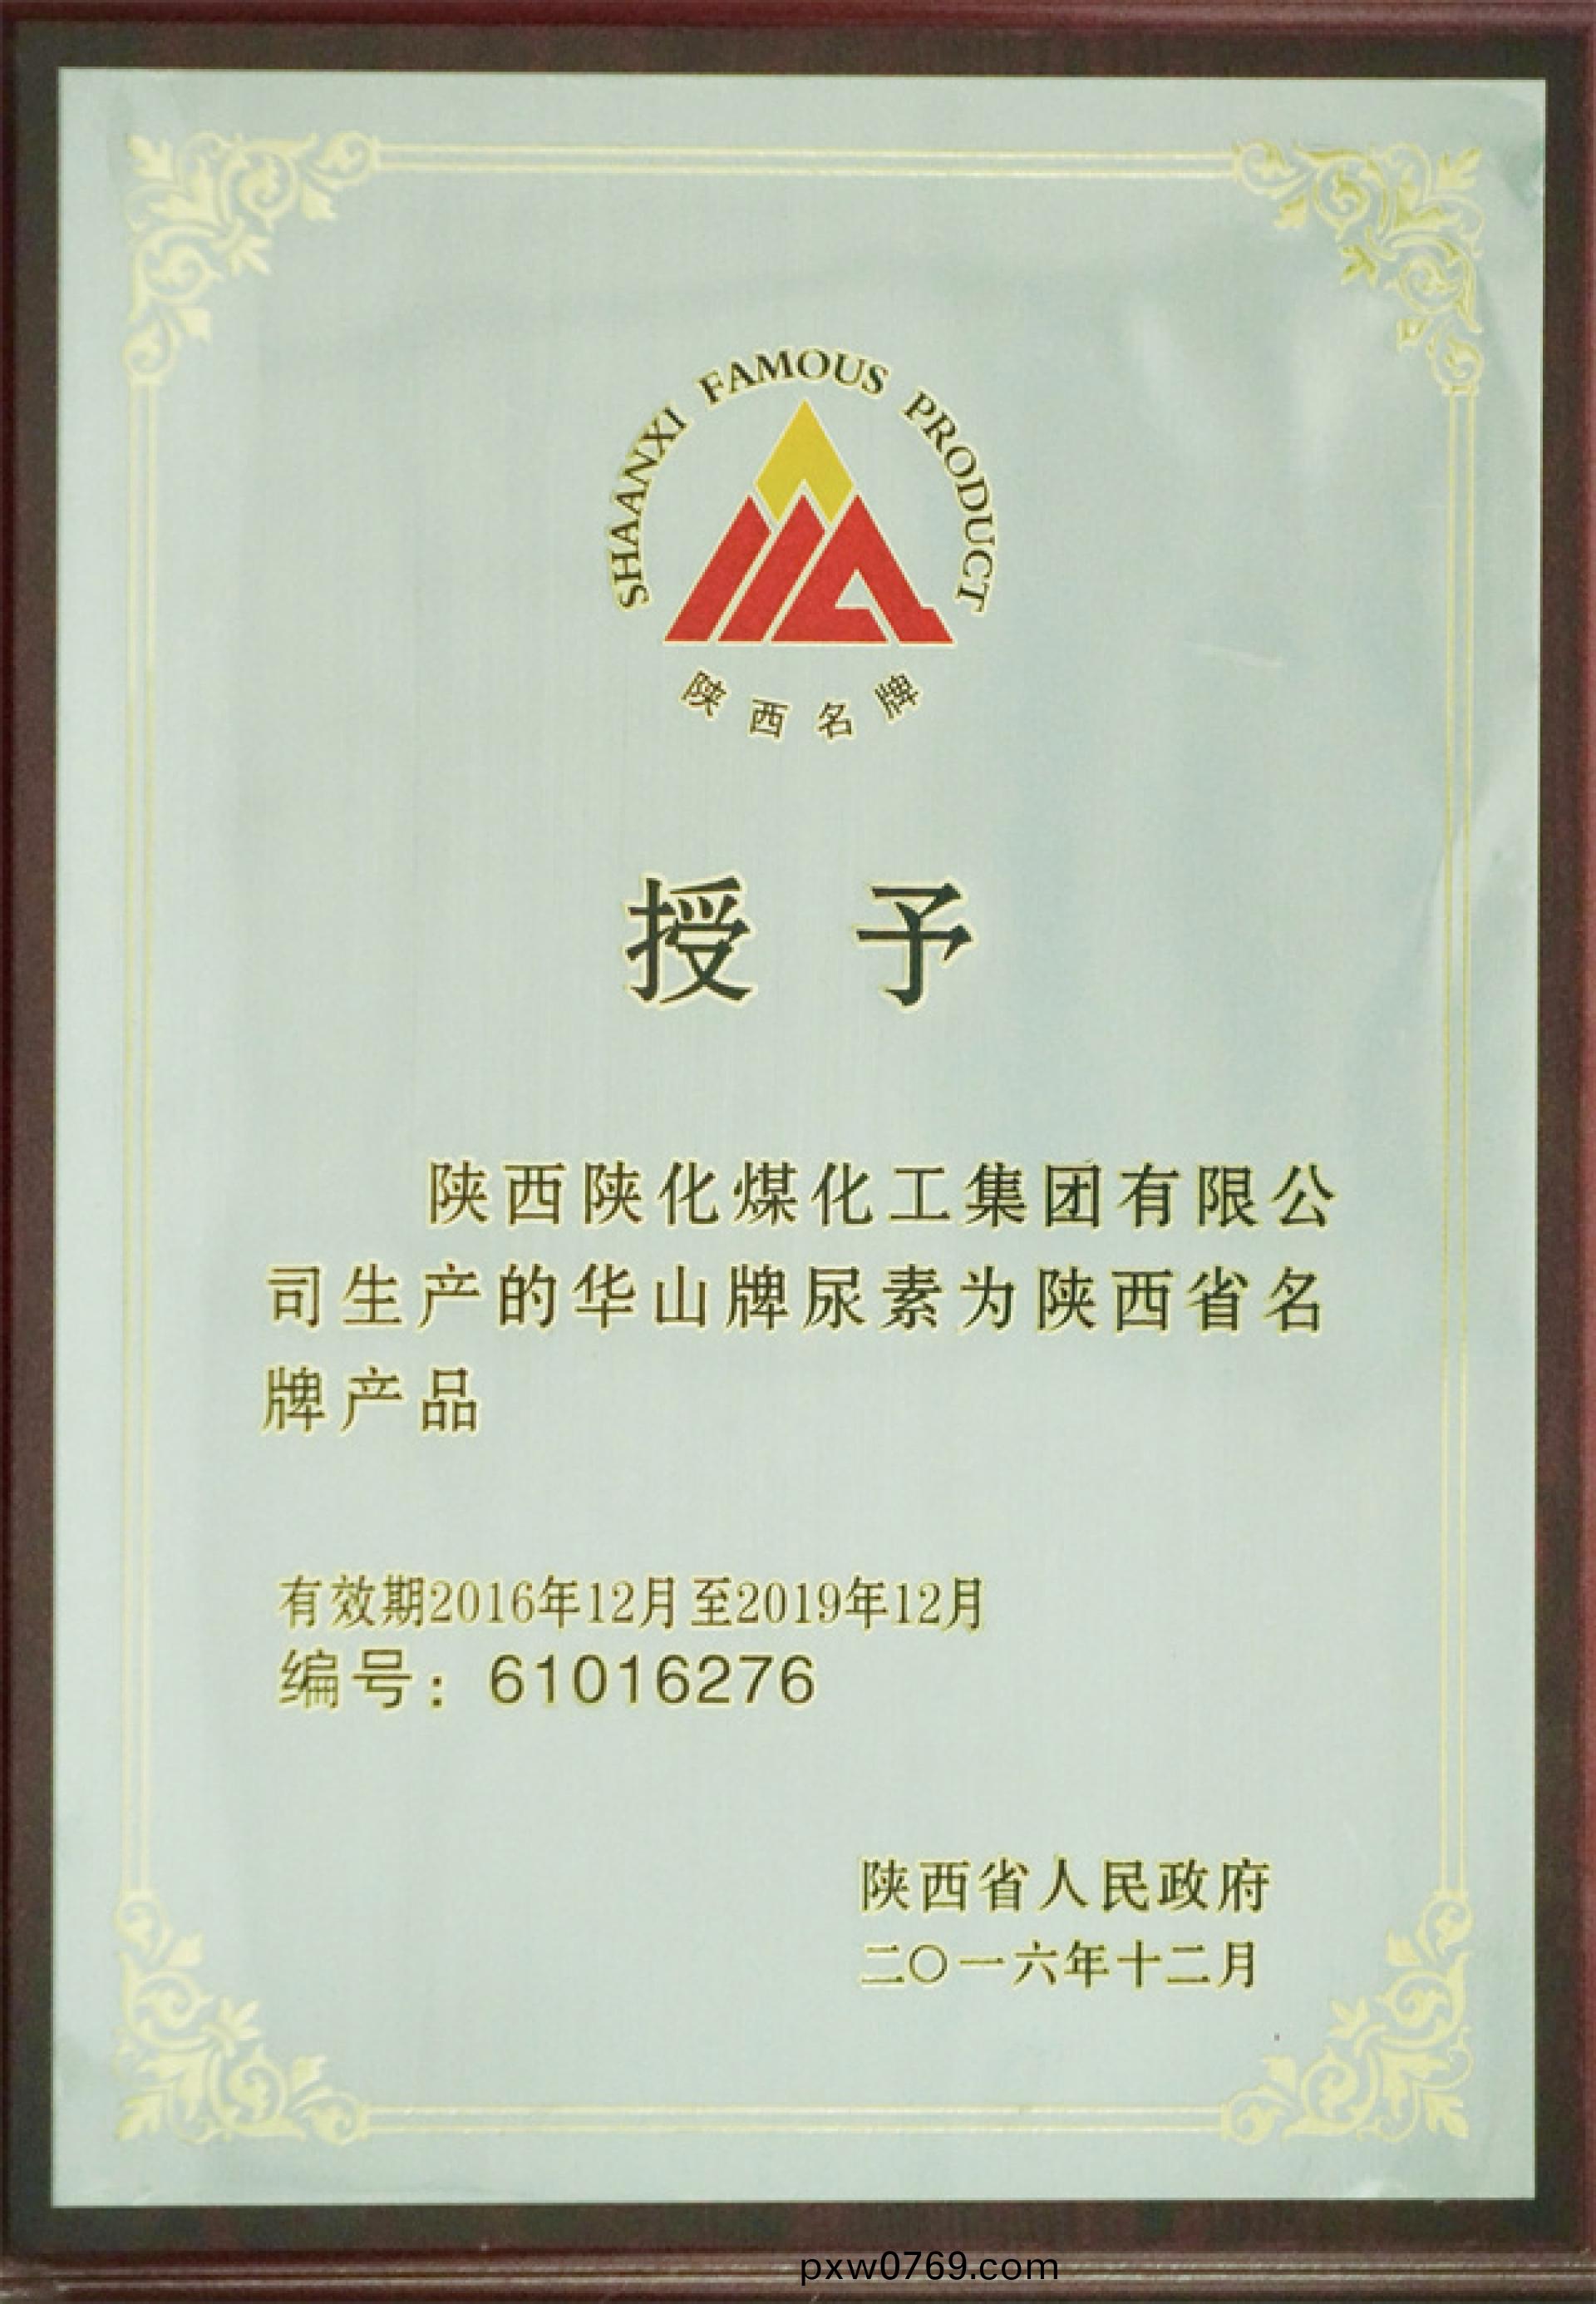 SHAANXI FAMOUS PRODUCT
陕西名牌
授予
陕西陕化煤化工集团有限公
司生产的华山牌尿素为陕西省名
牌产品
有效期2016年12月至2019年12月
编号：61016276
陕西省人民政府
二〇一六年十二月
pxw0769.com